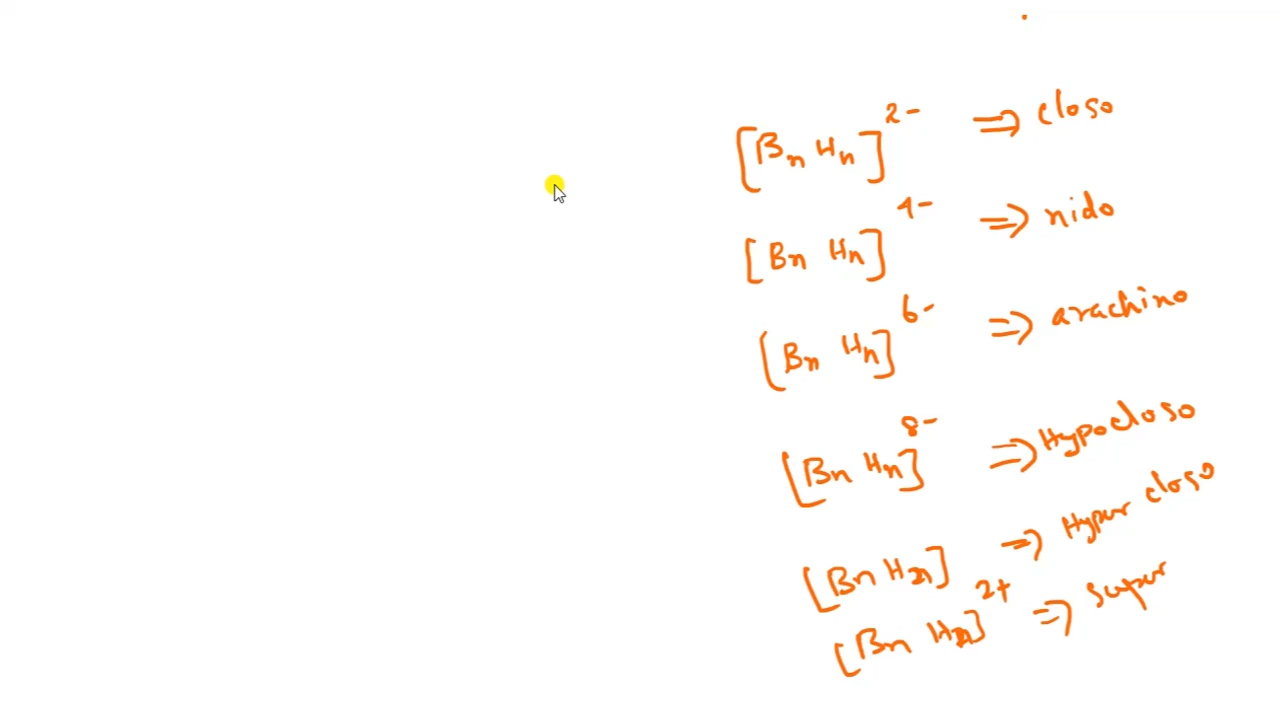 [Bn Hn]²⁻ ⇒ closo
[Bn Hn]⁴⁻ ⇒ nido
[Bn Hn]⁶⁻ ⇒ arachino
[Bn Hn]⁸⁻ ⇒ Hypocloso
[Bn Hn] ⇒ Hyper closo
[Bn Hn]²⁺ ⇒ super